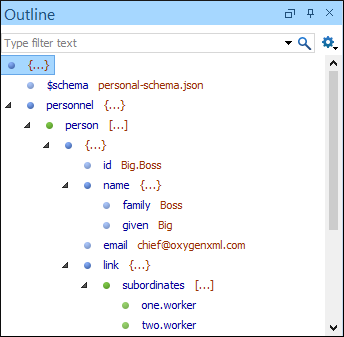 Outline
Type filter text
{...}
$schema personal-schema.json
personnel {...}
person [...]
{...}
id Big.Boss
name {...}
family Boss
given Big
email chief@oxygenxml.com
link {...}
subordinates [...]
one.worker
two.worker